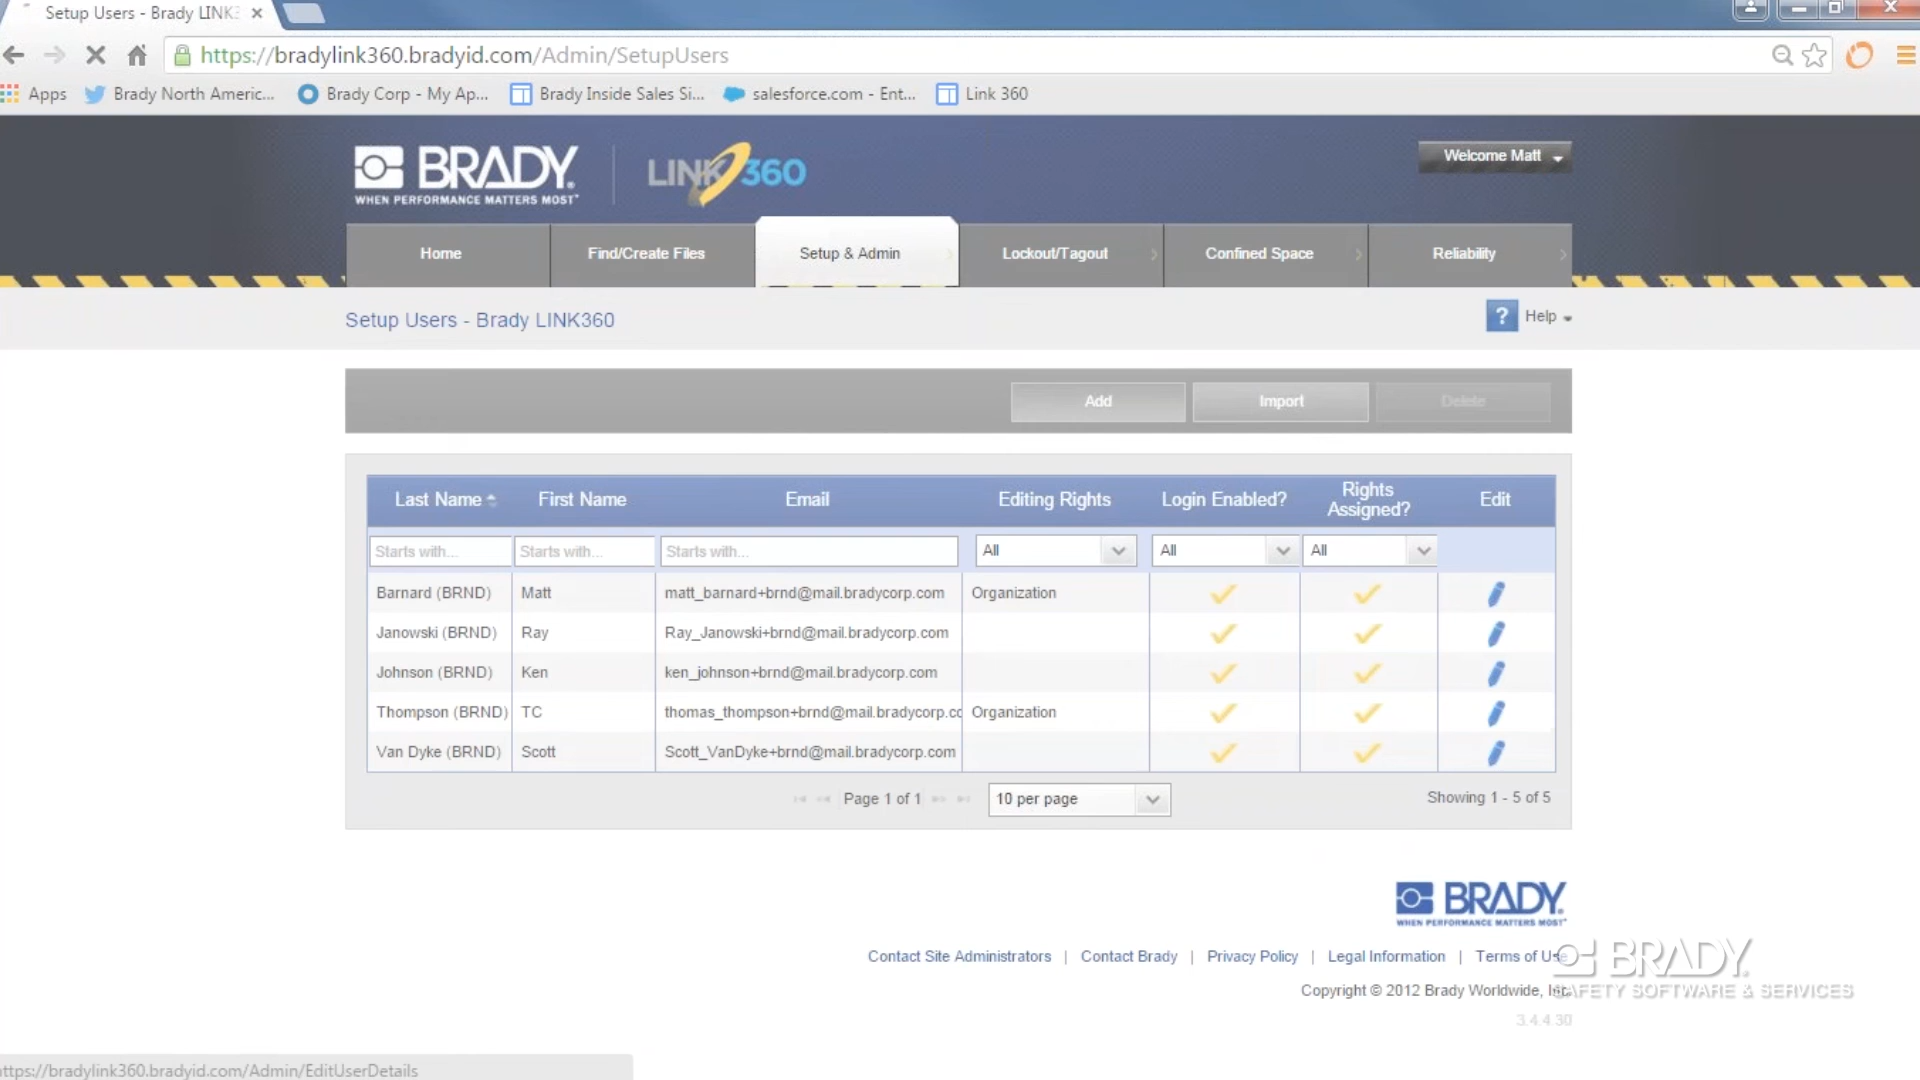 Setup Users - Brady LINK3
https://bradylink360.bradyid.com/Admin/SetupUsers
Apps Brady North Americ... Brady Corp - My Ap... Brady Inside Sales Si... salesforce.com - Ent... Link 360
BRADY LINK 360 Welcome Matt
WHEN PERFORMANCE MATTERS MOST
Home Find/Create Files Setup & Admin Lockout/Tagout Confined Space Reliability
Setup Users - Brady LINK360 ? Help
Add Import Delete
Last Name First Name Email Editing Rights Login Enabled? Rights Assigned? Edit
Starts with... Starts with... Starts with... All All All
Barnard (BRND) Matt matt_barnard+brnd@mail.bradycorp.com Organization
Janowski (BRND) Ray Ray_Janowski+brnd@mail.bradycorp.com
Johnson (BRND) Ken ken_johnson+brnd@mail.bradycorp.com
Thompson (BRND) TC thomas_thompson+brnd@mail.bradycorp.cc Organization
Van Dyke (BRND) Scott Scott_VanDyke+brnd@mail.bradycorp.com
Page 1 of 1 10 per page Showing 1 - 5 of 5
BRADY
WHEN PERFORMANCE MATTERS MOST
Contact Site Administrators | Contact Brady | Privacy Policy | Legal Information | Terms of Use
BRADY
Copyright © 2012 Brady Worldwide, Inc.
SAFETY SOFTWARE & SERVICES
3.4.4.30
ttps://bradylink360.bradyid.com/Admin/EditUserDetails